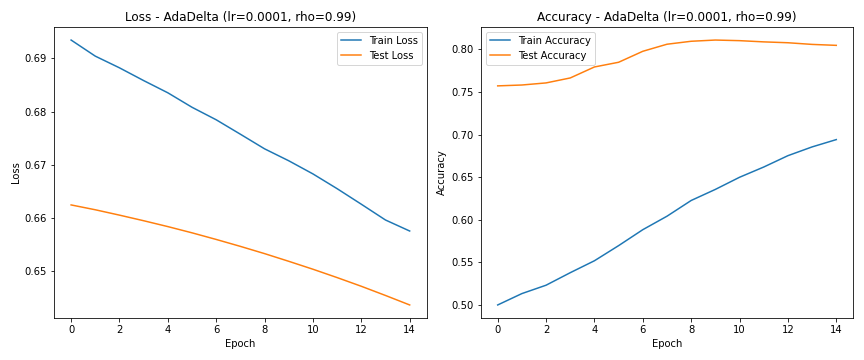 Loss - AdaDelta (lr=0.0001, rho=0.99)
Train Loss
Test Loss
0.69
0.68
0.67
0.66
0.65
Loss
0 2 4 6 8 10 12 14
Epoch
Accuracy - AdaDelta (lr=0.0001, rho=0.99)
Train Accuracy
Test Accuracy
0.80
0.75
0.70
0.65
0.60
0.55
0.50
Accuracy
0 2 4 6 8 10 12 14
Epoch